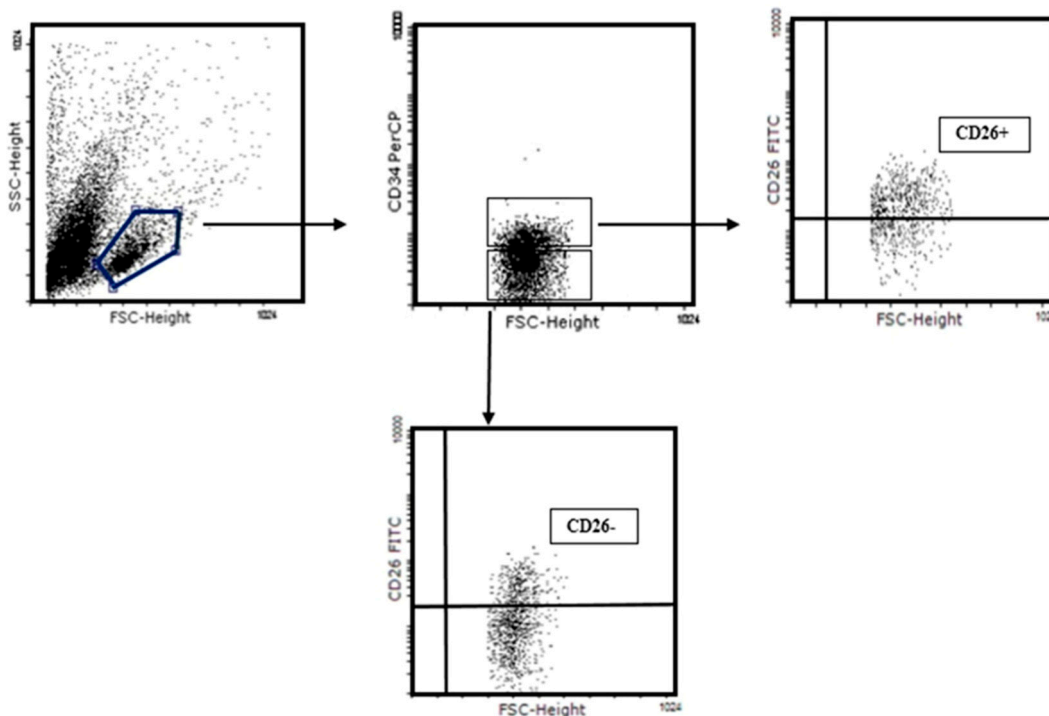 1024
SSC-Height
FSC-Height
1024
10000
CD34 PerCP
FSC-Height
1024
10000
CD26 FITC
CD26+
FSC-Height
102
10000
CD26 FITC
CD26-
FSC-Height
1024